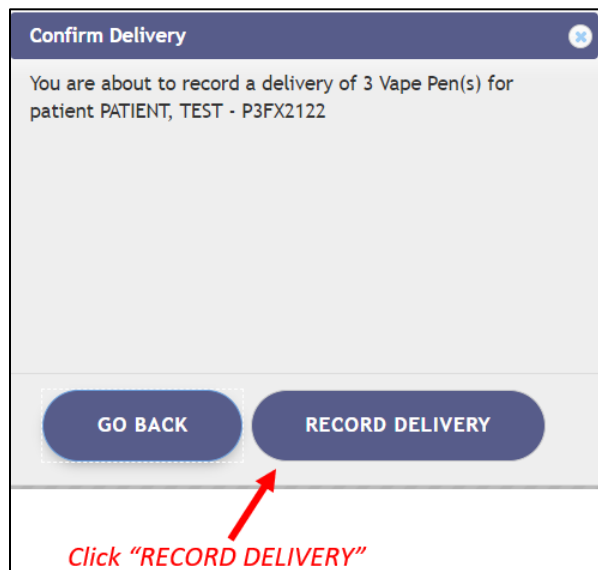 Confirm Delivery
You are about to record a delivery of 3 Vape Pen(s) for
patient PATIENT, TEST - P3FX2122
GO BACK
RECORD DELIVERY
Click “RECORD DELIVERY”